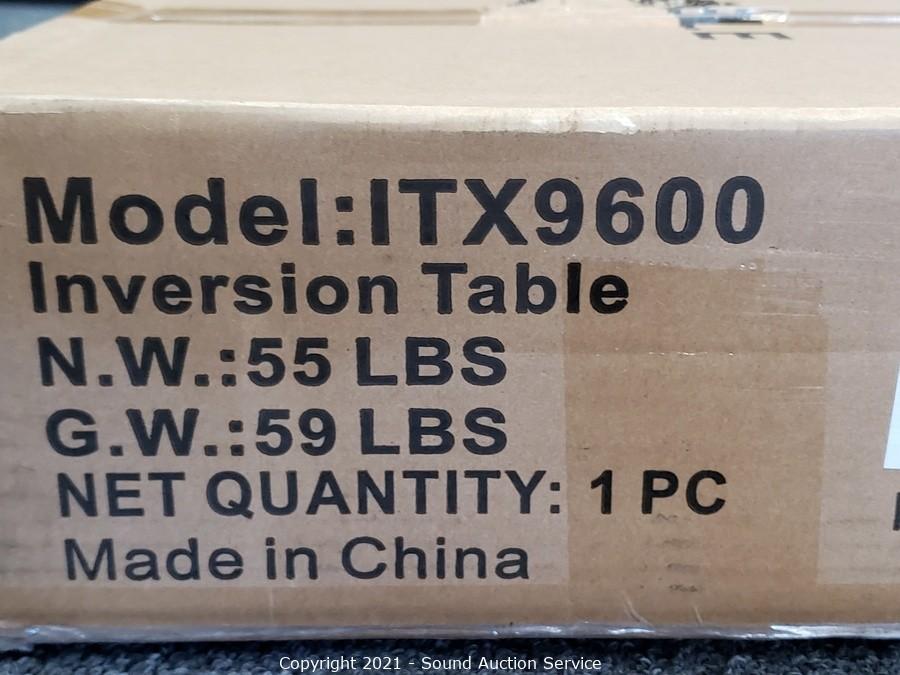 Model:ITX9600
Inversion Table
N.W.:55 LBS
G.W.:59 LBS
NET QUANTITY: 1 PC
Made in China
Copyright 2021 - Sound Auction Service